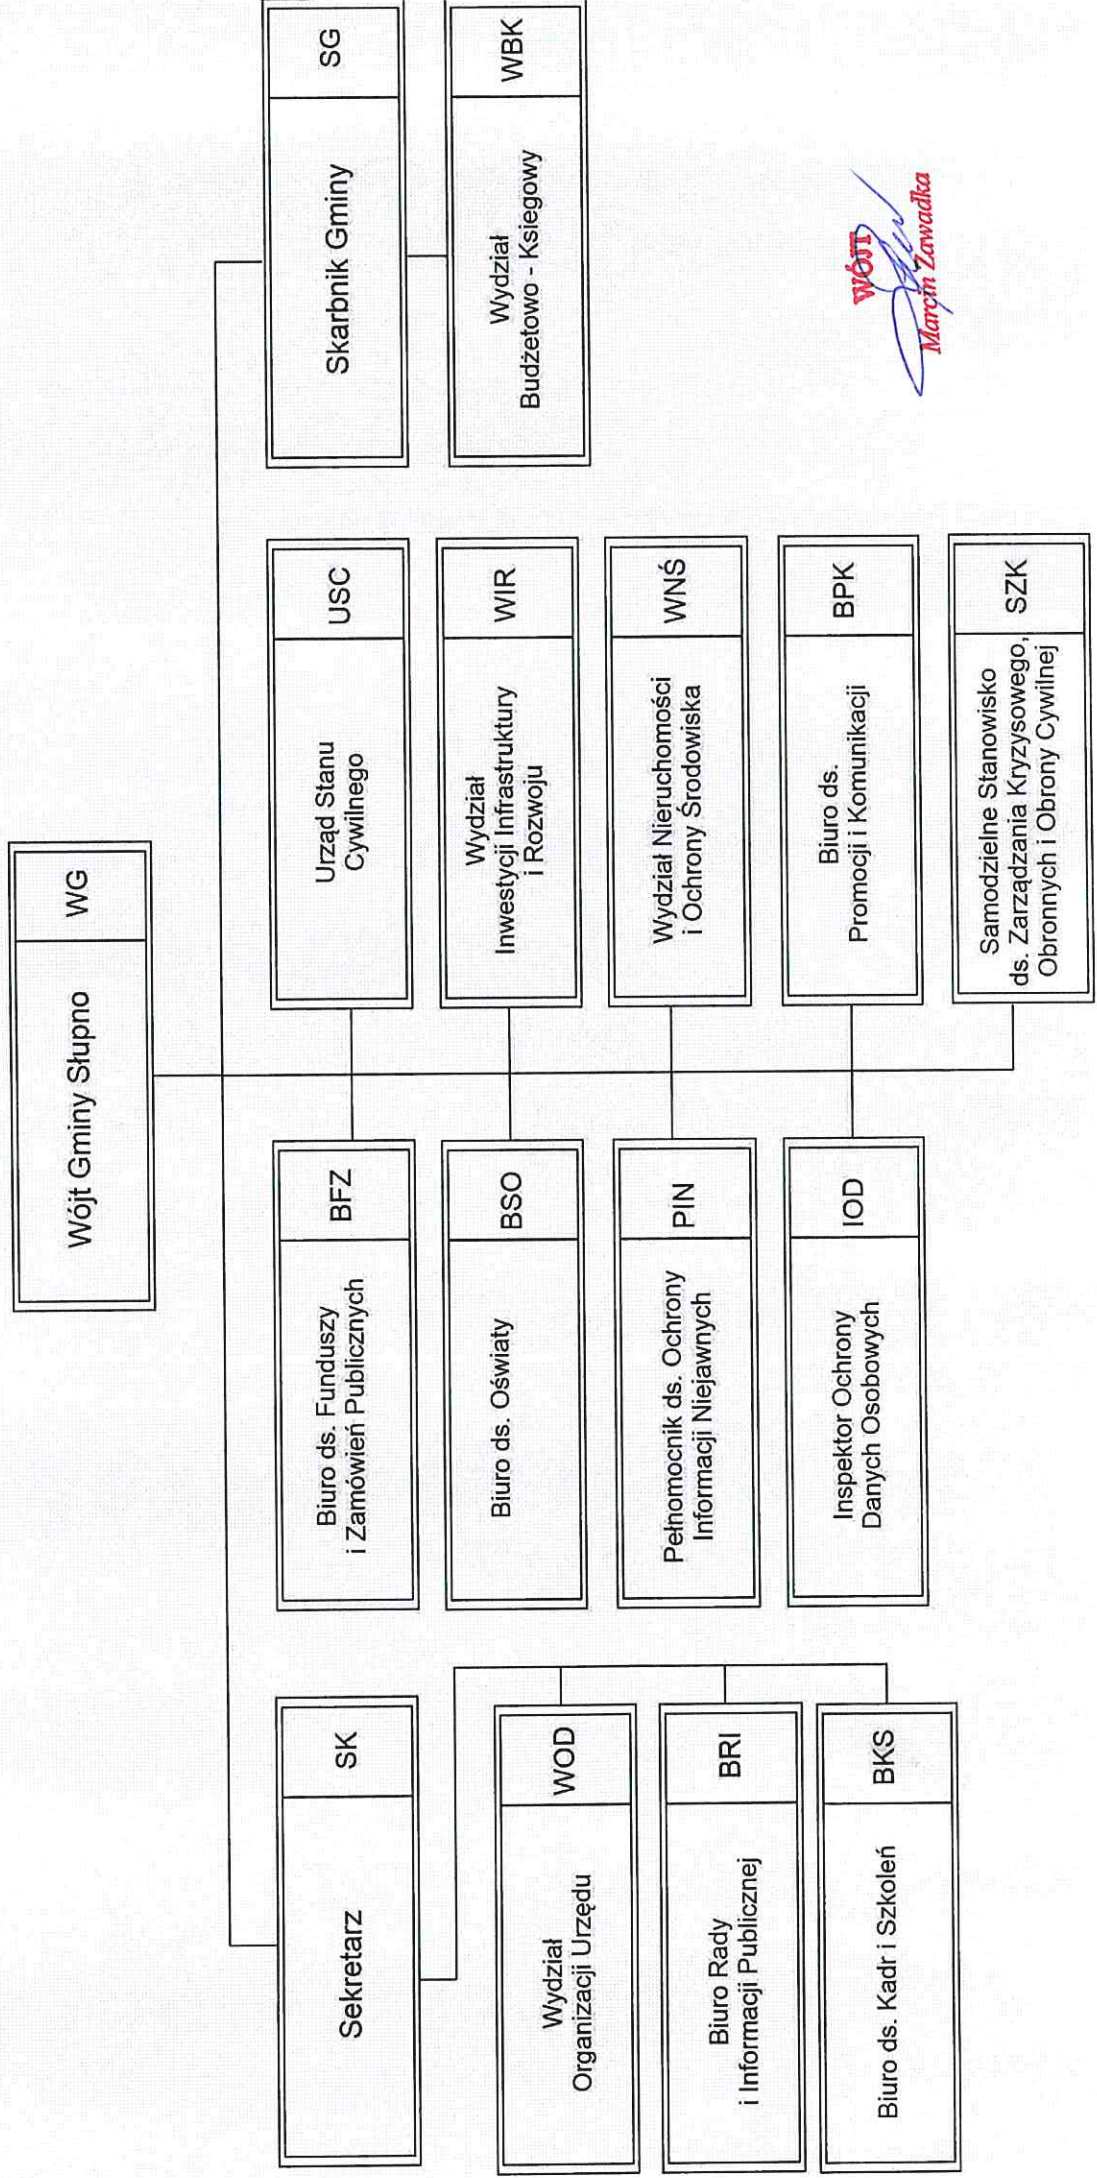 Wójt Gminy Słupno
WG
Sekretarz
SK
Wydział
Organizacji Urzędu
WOD
Biuro Rady
i Informacji Publicznej
BRI
Biuro ds. Kadr i Szkoleń
BKS
Biuro ds. Funduszy
i Zamówień Publicznych
BFZ
Biuro ds. Oświaty
BSO
Pełnomocnik ds. Ochrony
Informacji Niejawnych
PIN
Inspektor Ochrony
Danych Osobowych
IOD
Urząd Stanu
Cywilnego
USC
Wydział
Inwestycji Infrastruktury
i Rozwoju
WIR
Wydział Nieruchomości
i Ochrony Środowiska
WNŚ
Biuro ds.
Promocji i Komunikacji
BPK
Samodzielne Stanowisko
ds. Zarządzania Kryzysowego,
Obronnych i Obrony Cywilnej
SZK
Skarbnik Gminy
SG
Wydział
Budżetowo - Ksiegowy
WBK
WÓJT
Marcin Zawadka